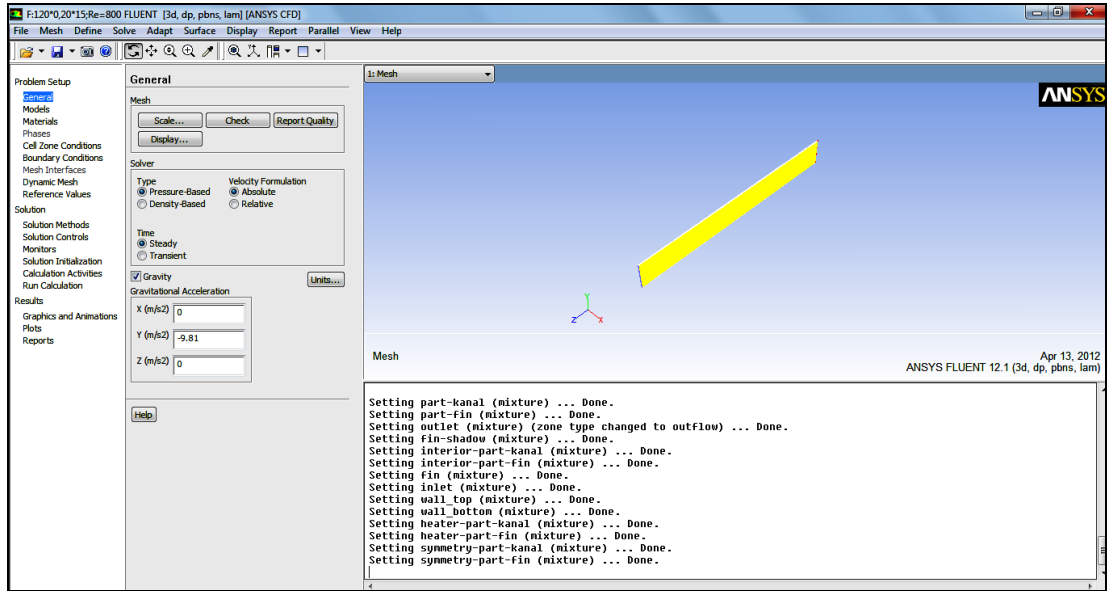 F:120*0,20*15;Re=800 FLUENT [3d, dp, pbns, lam] [ANSYS CFD]
File Mesh Define Solve Adapt Surface Display Report Parallel View Help
Problem Setup
General
Models
Materials
Phases
Cell Zone Conditions
Boundary Conditions
Mesh Interfaces
Dynamic Mesh
Reference Values
Solution
Solution Methods
Solution Controls
Monitors
Solution Initialization
Calculation Activities
Run Calculation
Results
Graphics and Animations
Plots
Reports
General
Mesh
Scale... Check Report Quality
Display...
Solver
Type Velocity Formulation
Pressure-Based Absolute
Density-Based Relative
Time
Steady
Transient
Gravity Units...
Gravitational Acceleration
X (m/s2) 0
Y (m/s2) -9.81
Z (m/s2) 0
Help
1: Mesh
ANSYS
Y
Z X
Mesh Apr 13, 2012
ANSYS FLUENT 12.1 (3d, dp, pbns, lam)
Setting part-kanal (mixture) ... Done.
Setting part-fin (mixture) ... Done.
Setting outlet (mixture) (zone type changed to outflow) ... Done.
Setting fin-shadow (mixture) ... Done.
Setting interior-part-kanal (mixture) ... Done.
Setting interior-part-fin (mixture) ... Done.
Setting fin (mixture) ... Done.
Setting inlet (mixture) ... Done.
Setting wall_top (mixture) ... Done.
Setting wall_bottom (mixture) ... Done.
Setting heater-part-kanal (mixture) ... Done.
Setting heater-part-fin (mixture) ... Done.
Setting symmetry-part-kanal (mixture) ... Done.
Setting symmetry-part-fin (mixture) ... Done.